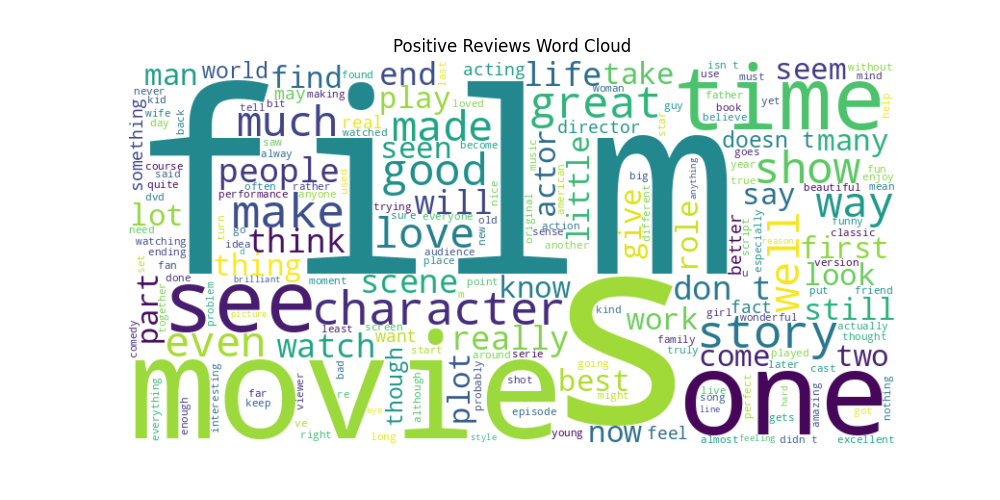 Positive Reviews Word Cloud
man
world
find
end
last
acting
life
take
isn t
use
must
seem
without
mind
never
kid
wife
day
back
tell
bit
may
making
found
play
loved
woman
great
guy
star
father
book
believe
yet
time
help
something
much
saw
real
watched
made
become
director
film
seen
alway
people
good
nice
music
actor
american
little
doesn t
many
goes
year
true
show
fun
enjoy
mean
course
said
quite
dvd
performance
often
rather
anyone
used
trying
will
big
anything
say
beautiful
way
funny
classic
lot
need
turn
make
go
idea
d
sure
everyone
love
new
old
original
sense
action
another
give
different
role
better
script
u
especially
well
reason
first
watching
ending
think
audience
place
fan
done
set
thing
brilliant
moment
scene
point
m
know
don t
version
look
put
friend
part
together
see
problem
picture
character
least
screen
want
kind
work
girl
fact
wonderful
still
actually
thought
comedy
even
watch
really
around
serie
start
family
truly
story
come
played
later
two
cast
movie
s
one
everything
enough
interesting
far
keep
viewer
ve
right
bad
re
eye
long
though
although
plot
probably
style
shot
episode
young
going
best
might
now
feel
almost
feeling
live
song
line
perfect
hard
gets
didn t
amazing
got
excellent
nothing